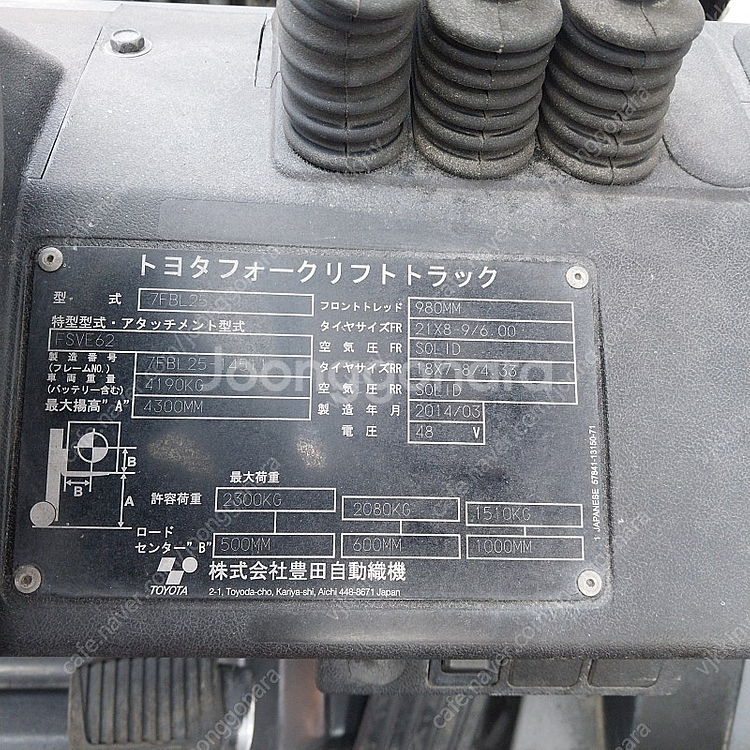 トヨタフォークリフトトラック
型 式 7FBL25
特型型式・アタッチメント型式
FSVE62
製造番号
(フレームNO.) 7FBL25
車両重量
(バッテリー含む) 4190KG
最大揚高"A" 4300MM
フロントトレッド 980MM
タイヤサイズFR 21X8-9/6.00
空気圧FR SOLID
タイヤサイズRR 18X7-8/4.33
空気圧RR SOLID
製造年月 2014/03
電圧 48 V
B
B
A
最大荷重
許容荷重 2300KG 2080KG 1510KG
ロード
センター"B" 500MM 600MM 1000MM
TOYOTA
株式会社豊田自動織機
2-1, Toyoda-cho, Kariya-shi, Aichi 448-8671 Japan
1. JAPANESE 57841-13150-71
Joonggonara